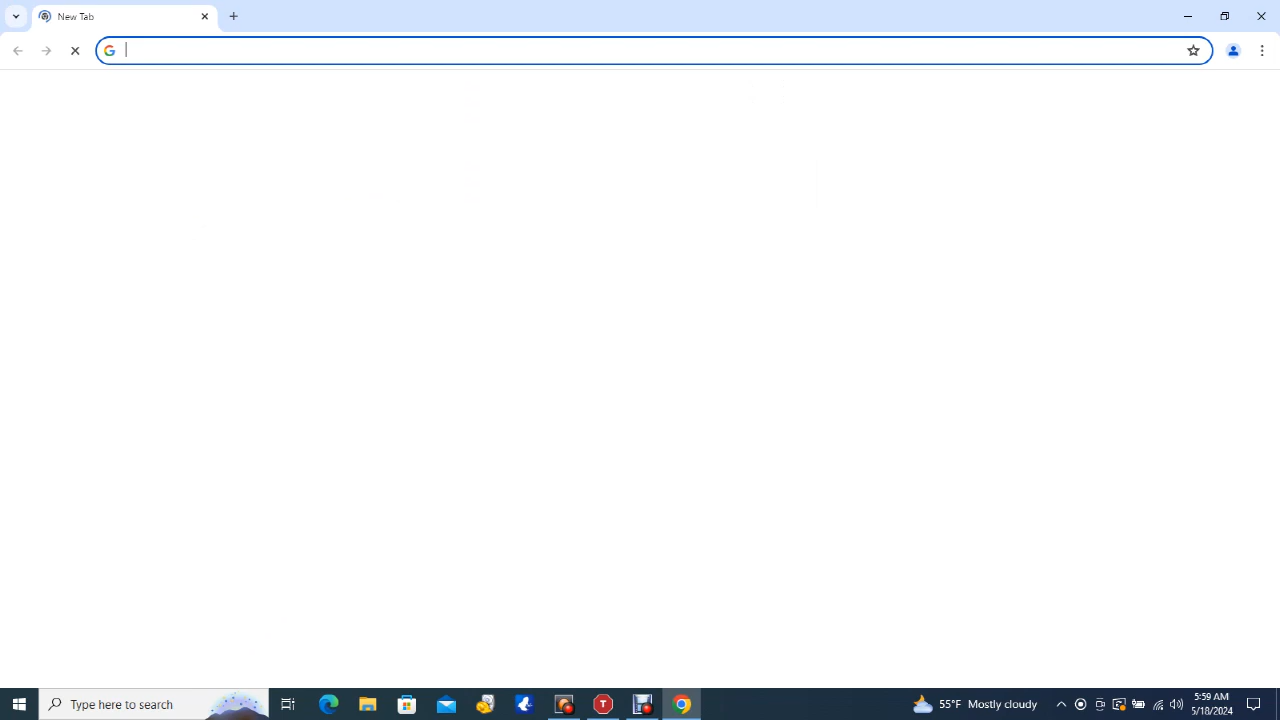 New Tab
Type here to search
55°F Mostly cloudy
5:59 AM
5/18/2024
T